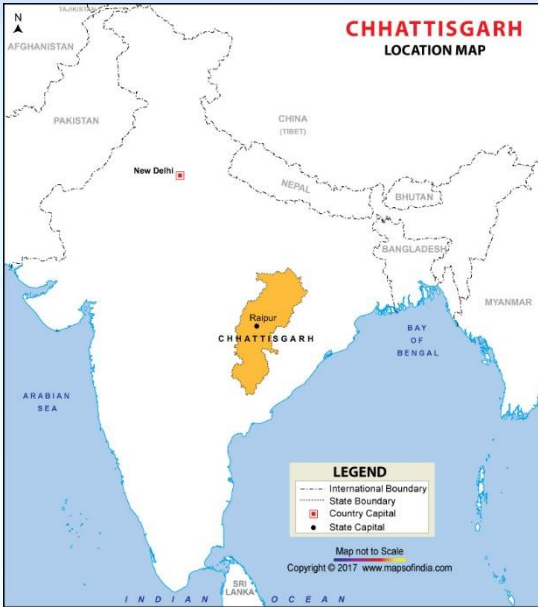 CHHATTISGARH
LOCATION MAP
N
TAJIKISTAN
AFGHANISTAN
PAKISTAN
CHINA
(TIBET)
New Delhi
NEPAL
BHUTAN
BANGLADESH
MYANMAR
Raipur
CHHATTISGARH
BAY
OF
BENGAL
ARABIAN
SEA
LEGEND
International Boundary
State Boundary
Country Capital
State Capital
Map not to Scale
Copyright © 2017 www.mapsofindia.com
SRI
LANKA
INDIAN OCEAN